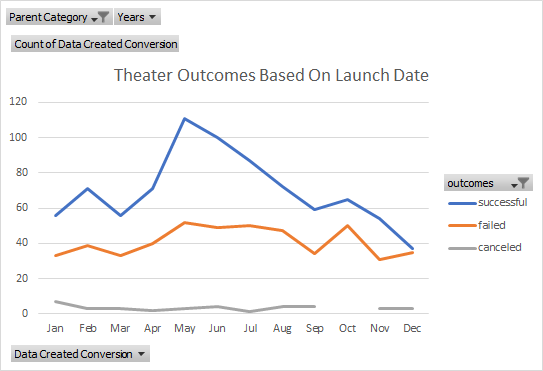 Parent Category Years
Count of Data Created Conversion
Theater Outcomes Based On Launch Date
120
100
80
60
40
20
0
Jan Feb Mar Apr May Jun Jul Aug Sep Oct Nov Dec
outcomes
successful
failed
canceled
Data Created Conversion